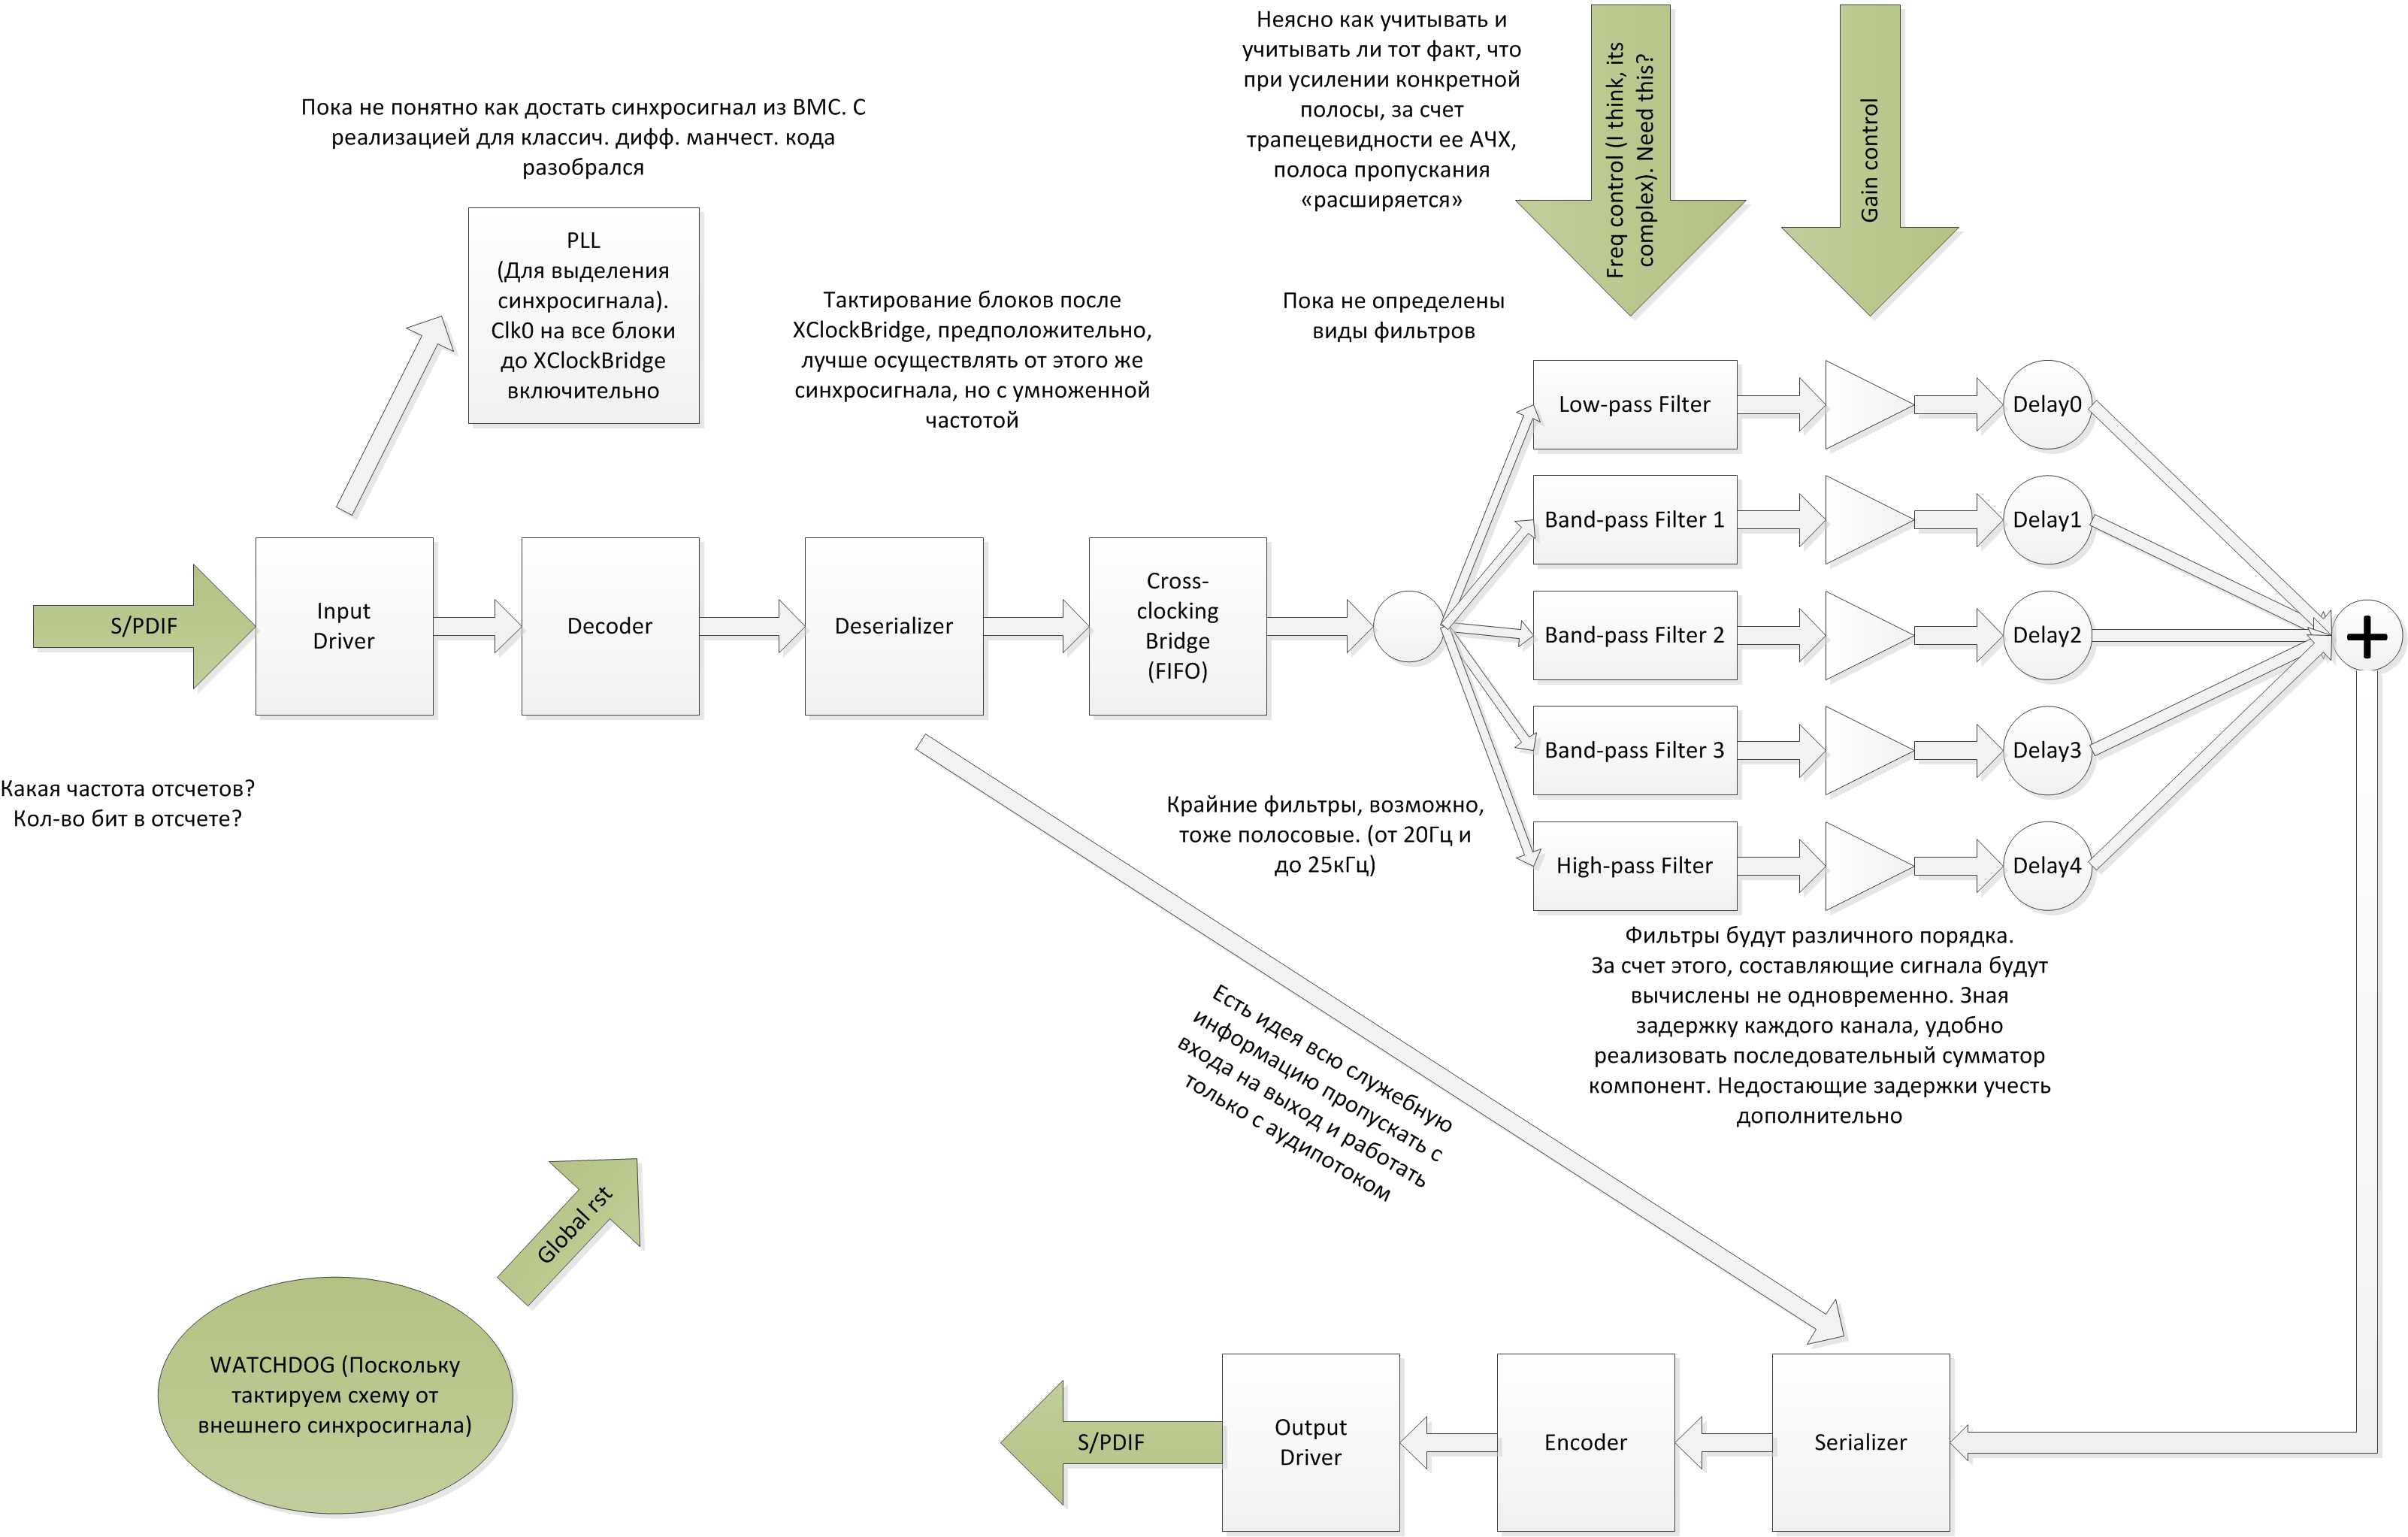 Неясно как учитывать и
учитывать ли тот факт, что
при усилении конкретной
полосы, за счет
трапецевидности ее АЧХ,
полоса пропускания
«расширяется»
Freq control (I think, its
complex). Need this?
Gain control
Пока не понятно как достать синхросигнал из BMC. С
реализацией для классич. дифф. манчест. кода
разобрался
PLL
(Для выделения
синхросигнала).
Clk0 на все блоки
до XClockBridge
включительно
Тактирование блоков после
XClockBridge, предположительно,
лучше осуществлять от этого же
синхросигнала, но с умноженной
частотой
Пока не определены
виды фильтров
Low-pass Filter
Delay0
Band-pass Filter 1
Delay1
S/PDIF
Input
Driver
Decoder
Deserializer
Cross-
clocking
Bridge
(FIFO)
Band-pass Filter 2
Delay2
+
Band-pass Filter 3
Delay3
Какая частота отсчетов?
Кол-во бит в отсчете?
Крайние фильтры, возможно,
тоже полосовые. (от 20Гц и
до 25кГц)
High-pass Filter
Delay4
Фильтры будут различного порядка.
За счет этого, составляющие сигнала будут
вычислены не одновременно. Зная
задержку каждого канала, удобно
реализовать последовательный сумматор
компонент. Недостающие задержки учесть
дополнительно
Есть идея всю служебную
информацию пропускать с
входа на выход и работать
только с аудипотоком
Global rst
WATCHDOG (Поскольку
тактируем схему от
внешнего синхросигнала)
S/PDIF
Output
Driver
Encoder
Serializer